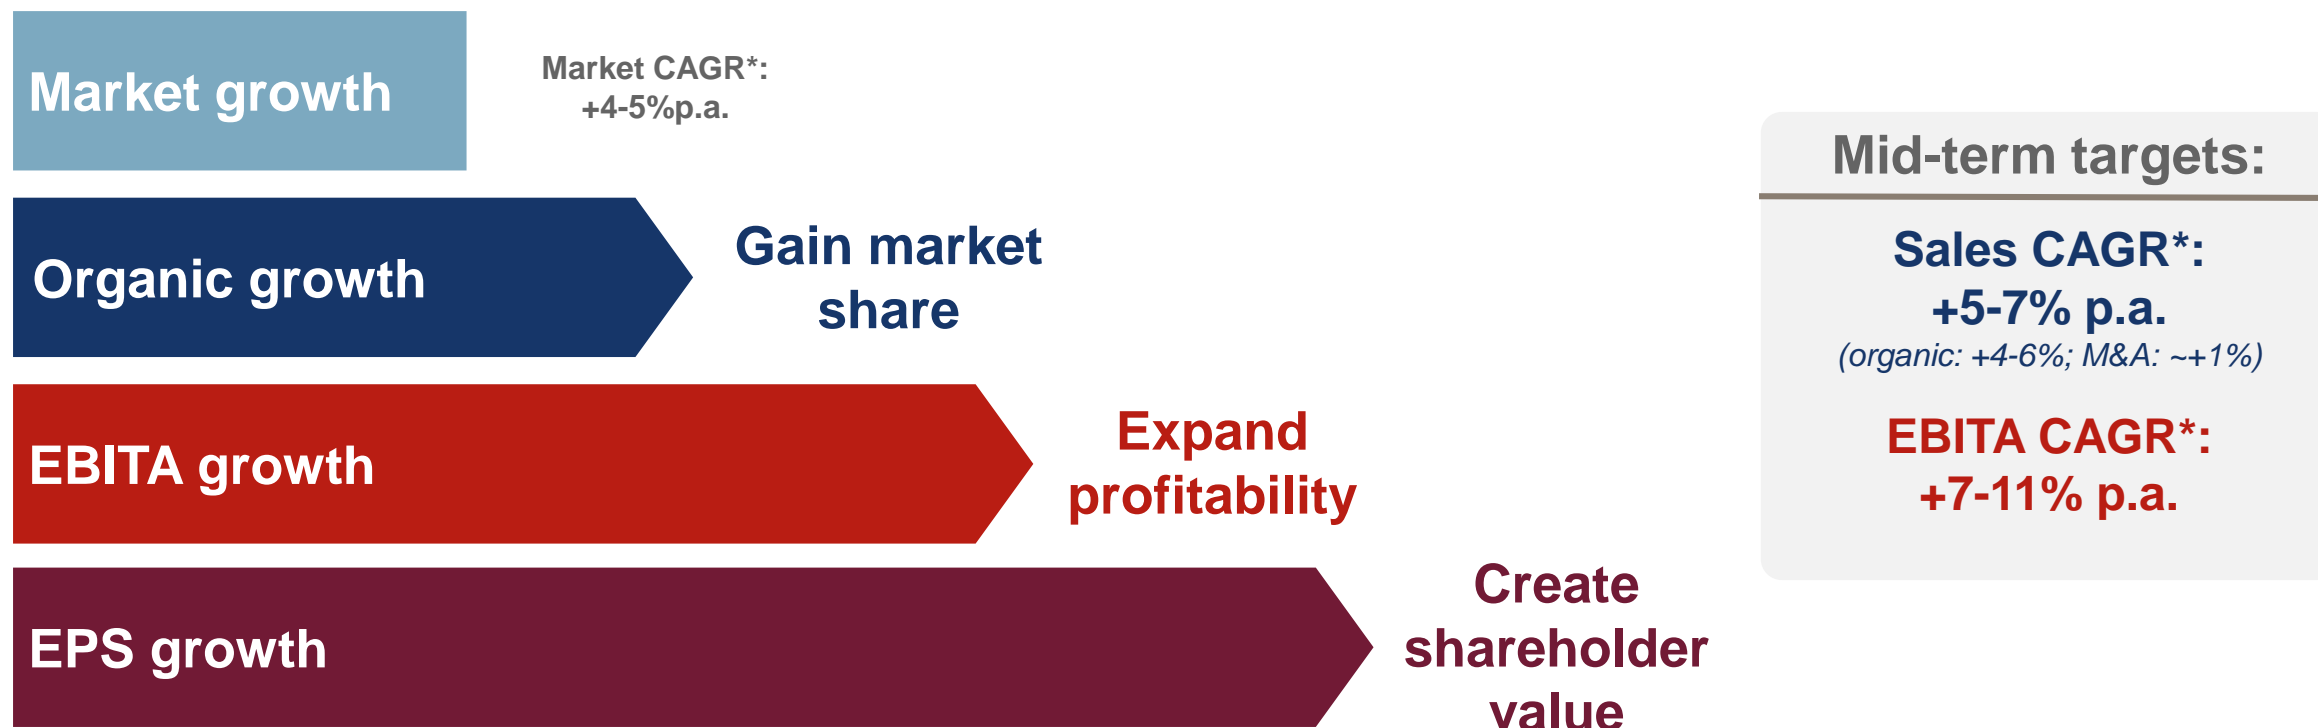 Market growth
Market CAGR*:
+4-5%p.a.
Organic growth
Gain market
share
EBITA growth
Expand
profitability
EPS growth
Create
shareholder
value
Mid-term targets:
Sales CAGR*:
+5-7% p.a.
(organic: +4-6%; M&A: ~+1%)
EBITA CAGR*:
+7-11% p.a.